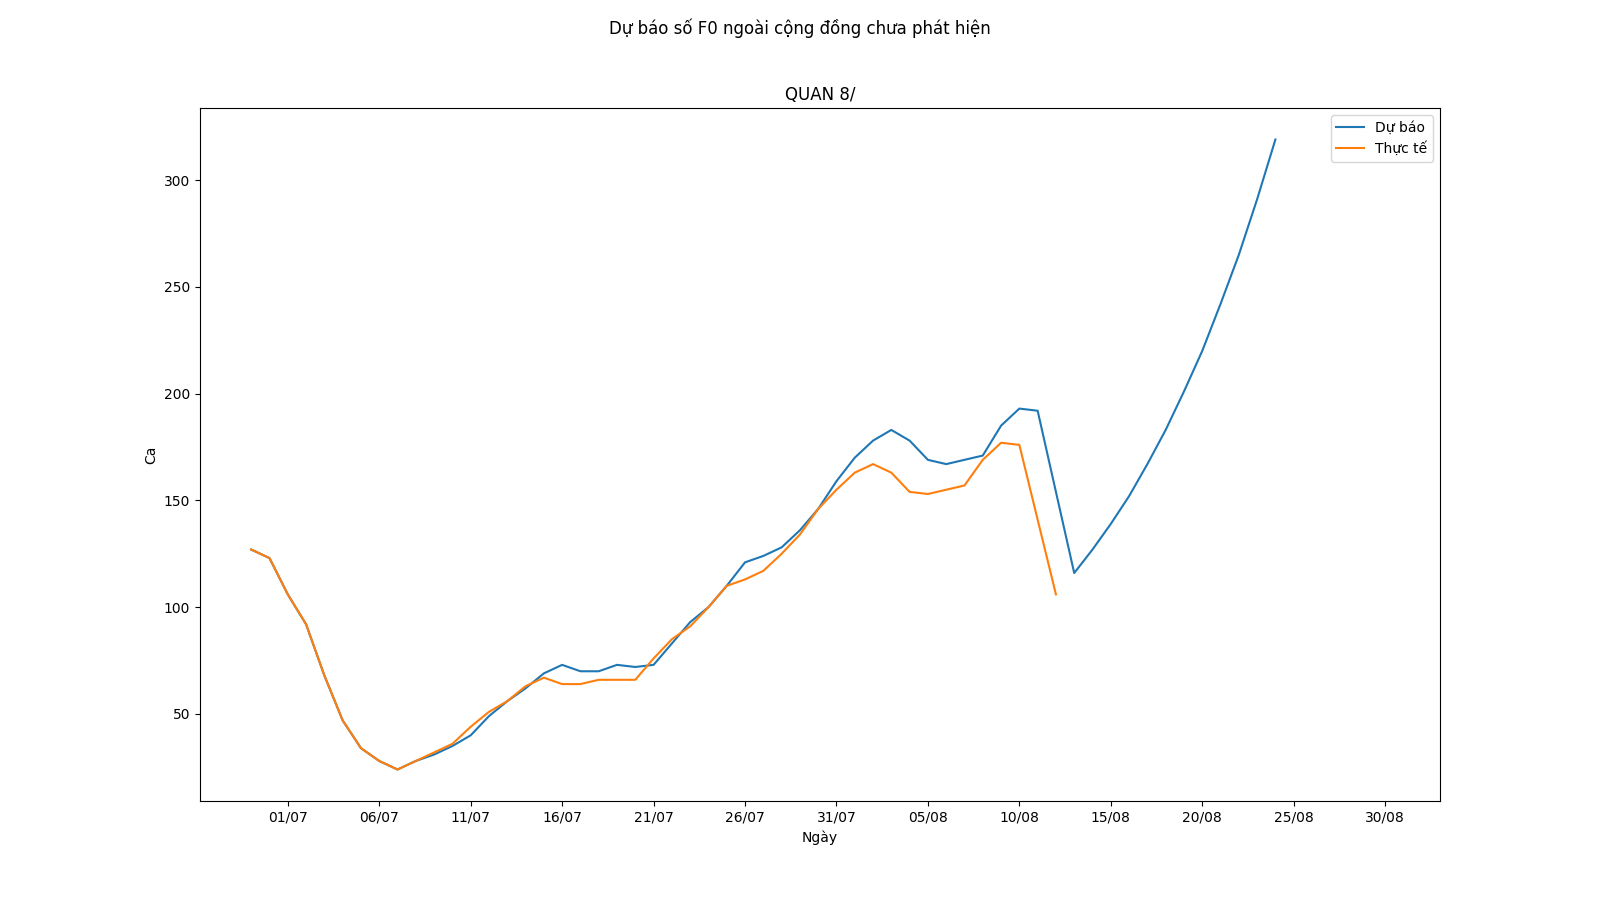 Dự báo số F0 ngoài cộng đồng chưa phát hiện
QUAN 8/
Dự báo
Thực tế
300
250
200
150
100
50
Ca
01/07 06/07 11/07 16/07 21/07 26/07 31/07 05/08 10/08 15/08 20/08 25/08 30/08
Ngày